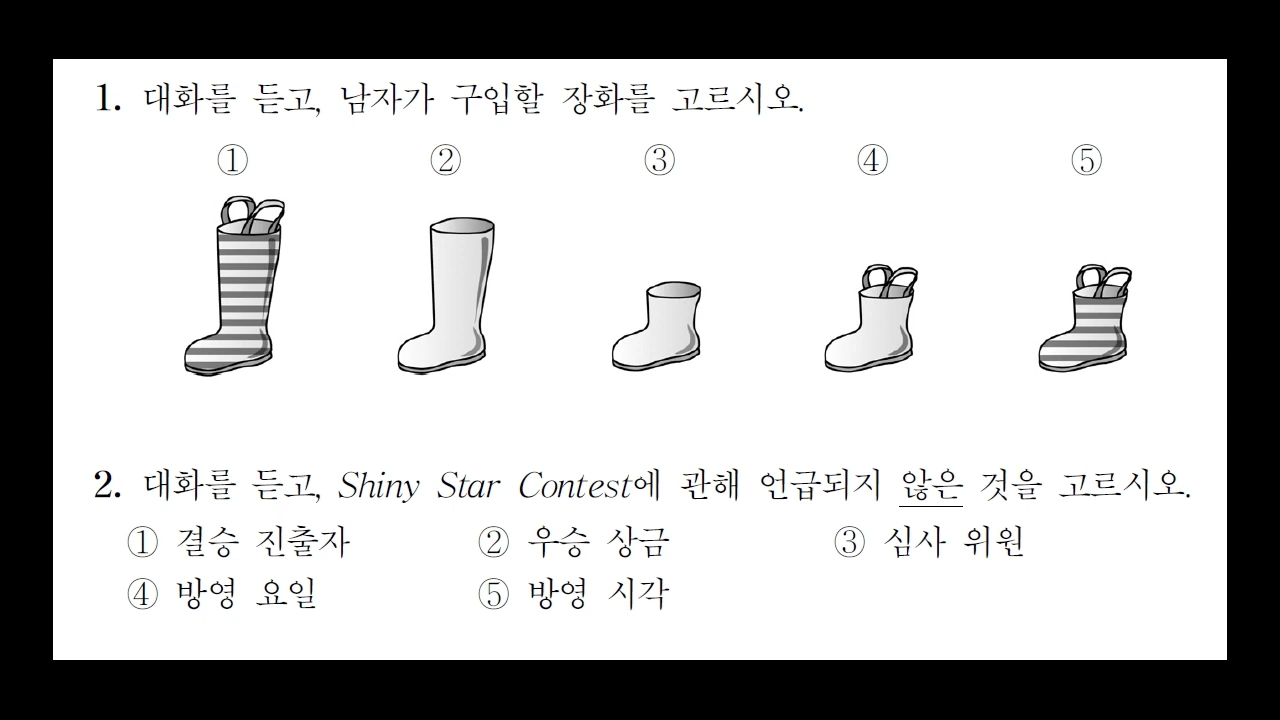 1. 대화를 듣고, 남자가 구입할 장화를 고르시오.
① ② ③ ④ ⑤
2. 대화를 듣고, Shiny Star Contest에 관해 언급되지 않은 것을 고르시오.
① 결승 진출자 ② 우승 상금 ③ 심사 위원
④ 방영 요일 ⑤ 방영 시각